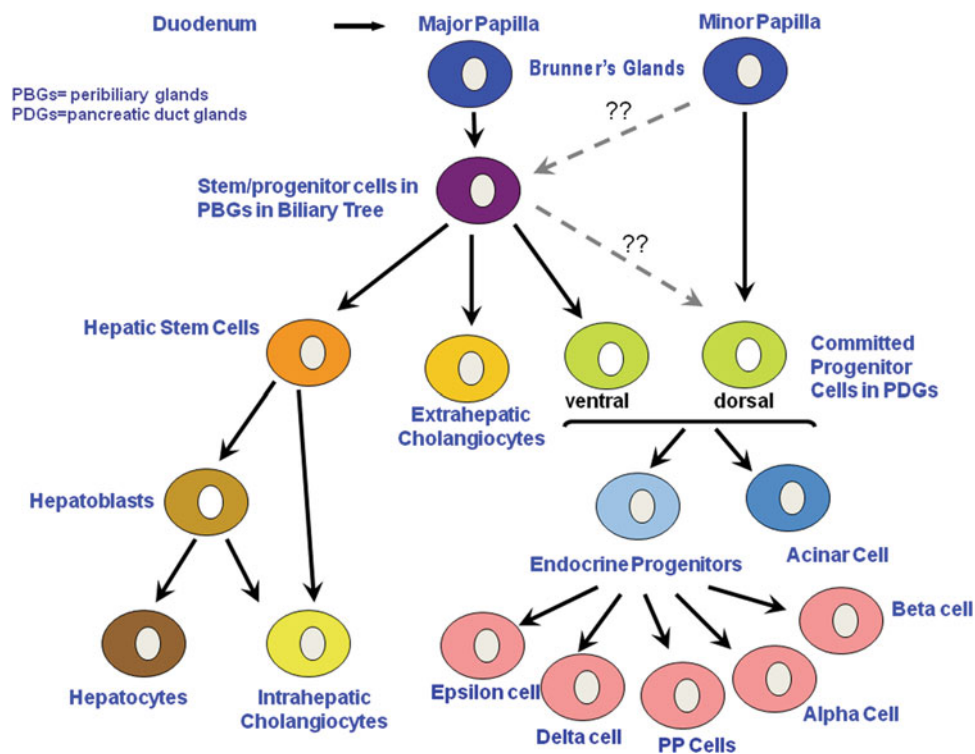 Duodenum
Major Papilla
Minor Papilla
Brunner's Glands
PBGs= peribiliary glands
PDGs=pancreatic duct glands
??
Stem/progenitor cells in
PBGs in Biliary Tree
??
Hepatic Stem Cells
Committed
Progenitor
Cells in PDGs
ventral
dorsal
Extrahepatic
Cholangiocytes
Hepatoblasts
Endocrine Progenitors
Acinar Cell
Beta cell
Hepatocytes
Intrahepatic
Cholangiocytes
Epsilon cell
Delta cell
PP Cells
Alpha Cell